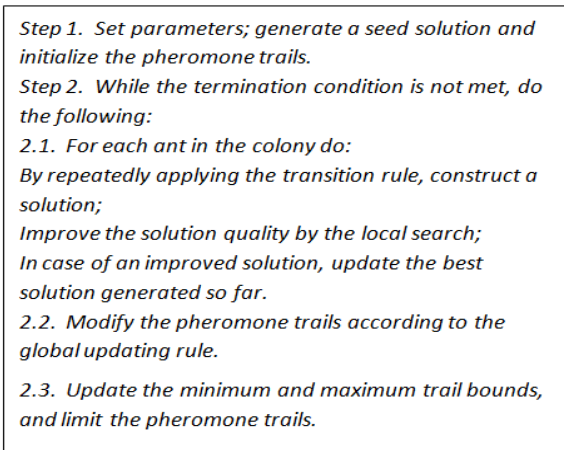 Step 1. Set parameters; generate a seed solution and
initialize the pheromone trails.
Step 2. While the termination condition is not met, do
the following:
2.1. For each ant in the colony do:
By repeatedly applying the transition rule, construct a
solution;
Improve the solution quality by the local search;
In case of an improved solution, update the best
solution generated so far.
2.2. Modify the pheromone trails according to the
global updating rule.
2.3. Update the minimum and maximum trail bounds,
and limit the pheromone trails.